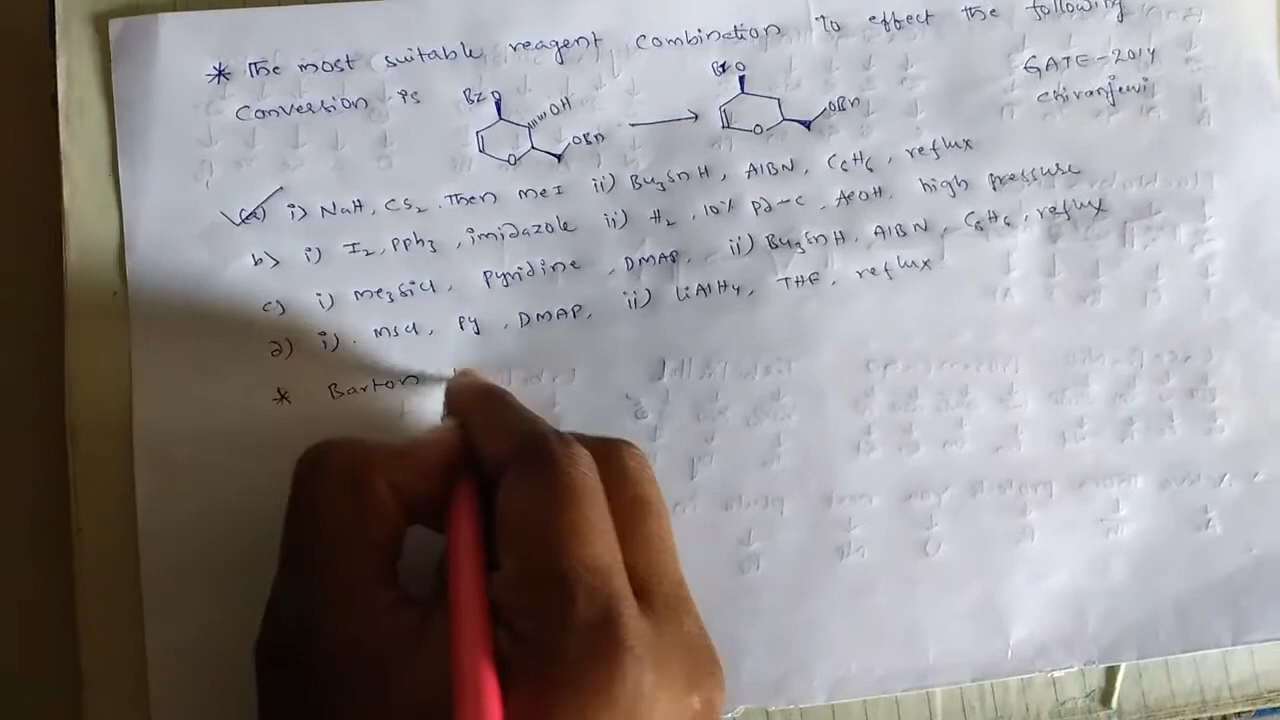 * The most suitable reagent combination to effect the following
Conversion is
GATE-2014
chiranjeevi
BzO
OH
OBn
O
BzO
OBn
O
(a) i) NaH, CS2. Then MeI ii) Bu3SnH, AIBN, C6H6, reflux
b) i) I2, PPh3, imidazole ii) H2, 10% Pd-C, AcOH, high pressure
c) i) Me3SiCl, Pyridine, DMAP, ii) Bu3SnH, AIBN, C6H6, reflux
d) i). MsCl, Py, DMAP, ii) LiAlH4, THF, reflux
* Barton